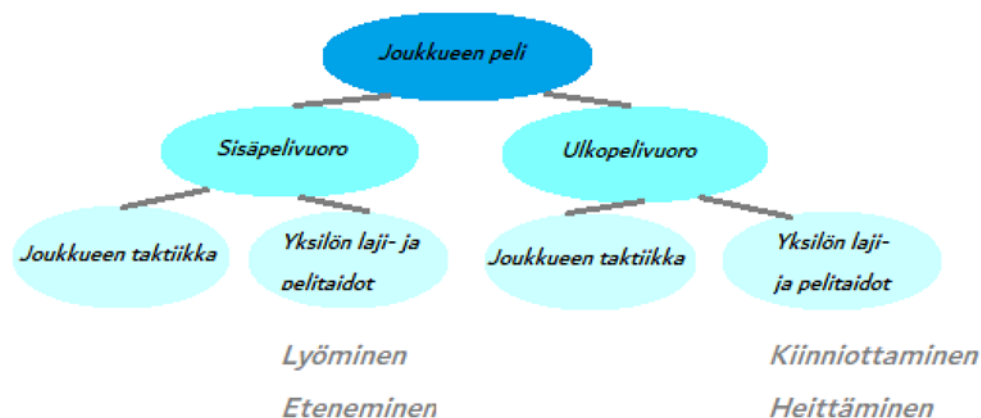 Joukkueen peli
Sisäpelivuoro
Ulkopelivuoro
Joukkueen taktiikka
Yksilön laji- ja
pelitaidot
Joukkueen taktiikka
Yksilön laji-
ja pelitaidot
Lyöminen
Eteneminen
Kiinniottaminen
Heittäminen